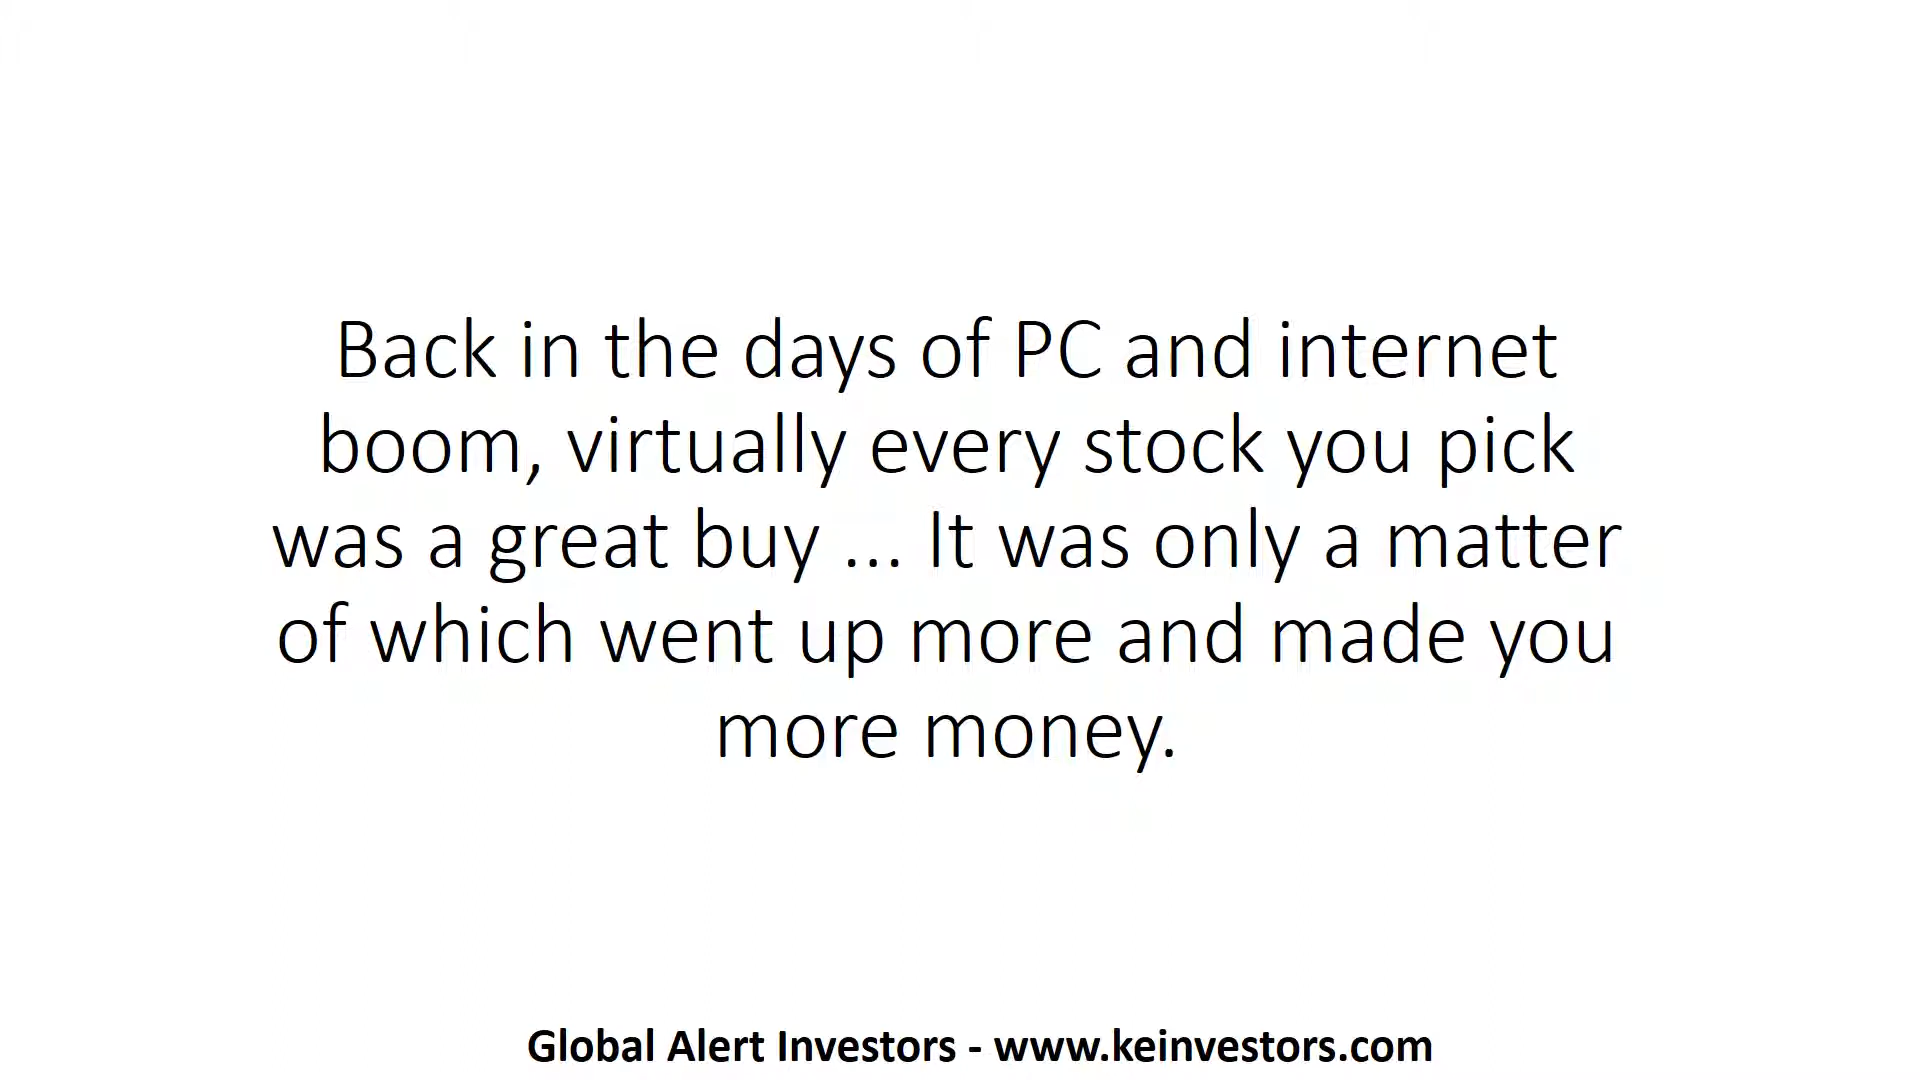 Back in the days of PC and internet
boom, virtually every stock you pick
was a great buy ... It was only a matter
of which went up more and made you
more money.
Global Alert Investors - www.keinvestors.com